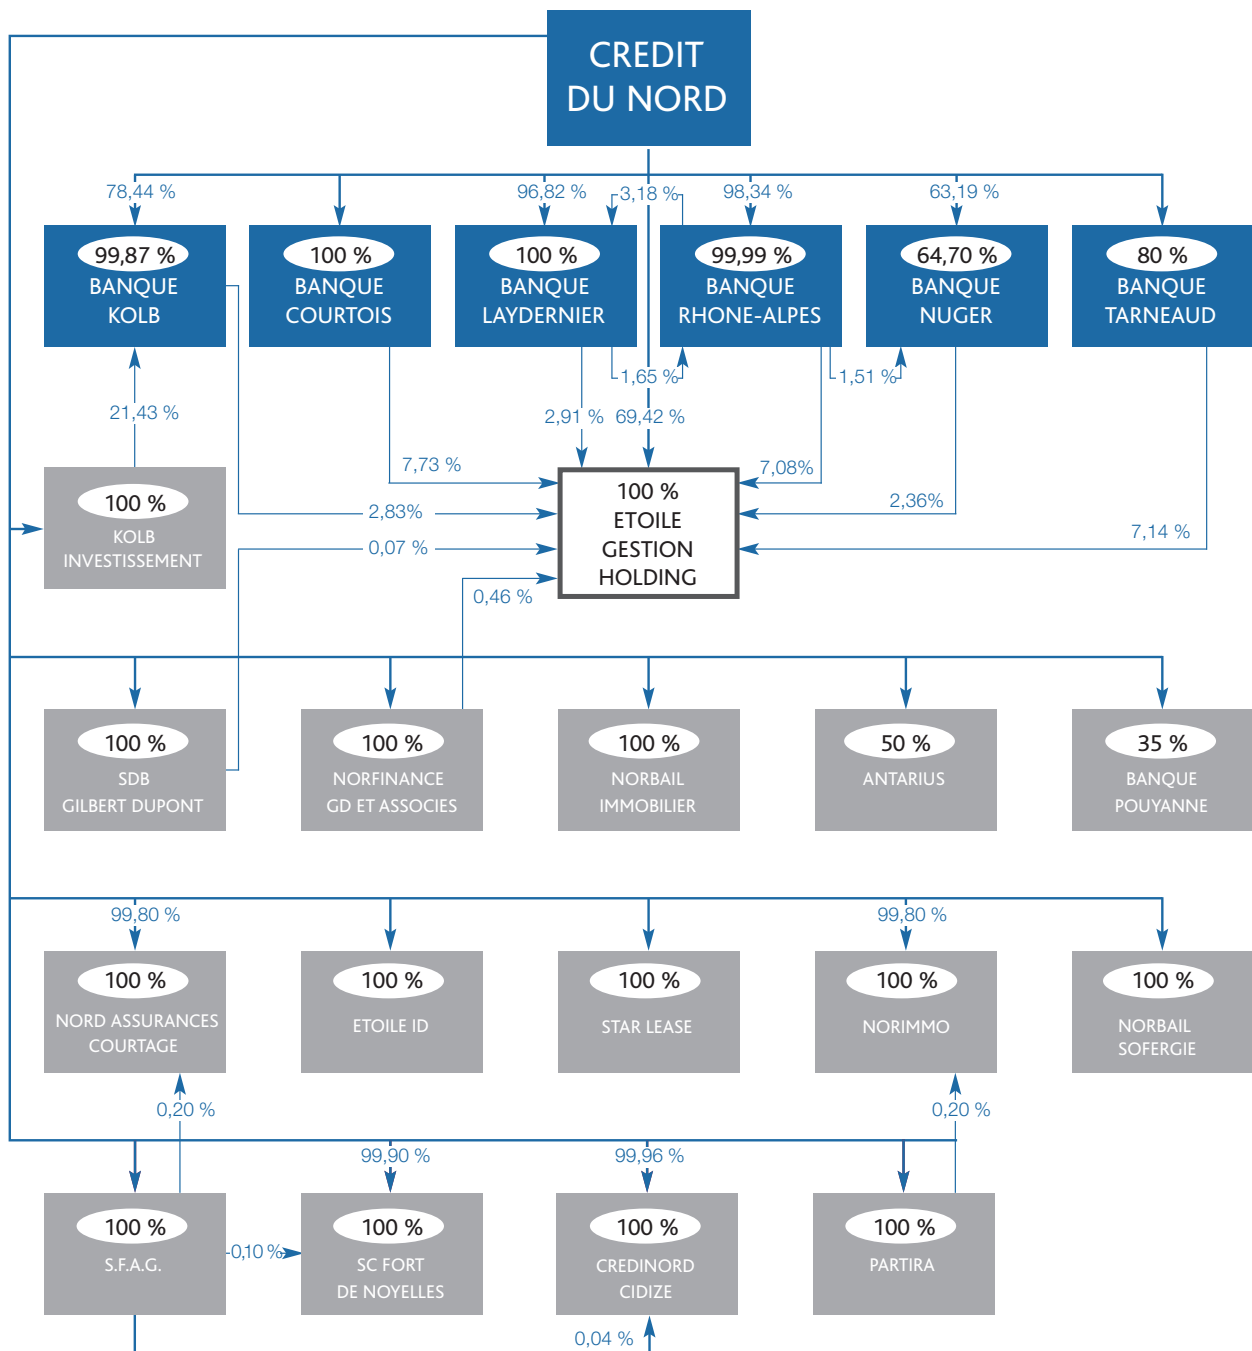 CREDIT
DU NORD
78,44 %
96,82 %
3,18 %
98,34 %
63,19 %
99,87 %
BANQUE
KOLB
100 %
BANQUE
COURTOIS
100 %
BANQUE
LAYDERNIER
99,99 %
BANQUE
RHONE-ALPES
64,70 %
BANQUE
NUGER
80 %
BANQUE
TARNEAUD
1,65 %
1,51 %
21,43 %
2,91 %
69,42 %
7,73 %
7,08%
2,36%
7,14 %
100 %
KOLB
INVESTISSEMENT
2,83%
0,07 %
0,46 %
100 %
ETOILE
GESTION
HOLDING
100 %
SDB
GILBERT DUPONT
100 %
NORFINANCE
GD ET ASSOCIES
100 %
NORBAIL
IMMOBILIER
50 %
ANTARIUS
35 %
BANQUE
POUYANNE
99,80 %
99,80 %
100 %
NORD ASSURANCES
COURTAGE
100 %
ETOILE ID
100 %
STAR LEASE
100 %
NORIMMO
100 %
NORBAIL
SOFERGIE
0,20 %
0,20 %
99,90 %
99,96 %
100 %
S.F.A.G.
0,10 %
100 %
SC FORT
DE NOYELLES
100 %
CREDINORD
CIDIZE
100 %
PARTIRA
0,04 %